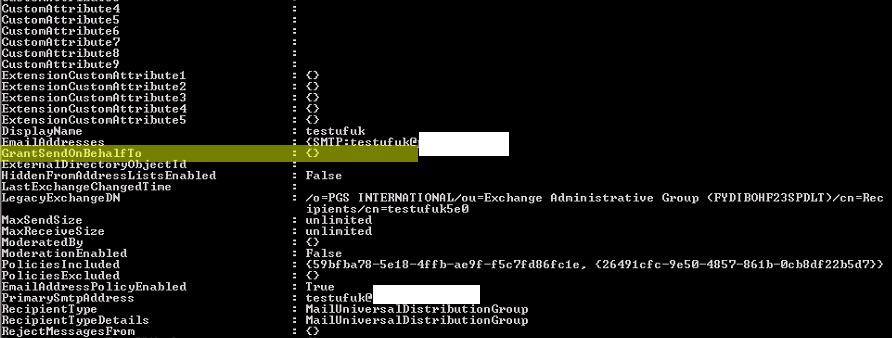 CustomAttribute4 :
CustomAttribute5 :
CustomAttribute6 :
CustomAttribute7 :
CustomAttribute8 :
CustomAttribute9 :
ExtensionCustomAttribute1 : {}
ExtensionCustomAttribute2 : {}
ExtensionCustomAttribute3 : {}
ExtensionCustomAttribute4 : {}
ExtensionCustomAttribute5 : {}
DisplayName : testufuk
EmailAddresses : {SMTP:testufuk@
GrantSendOnBehalfTo : {}
ExternalDirectoryObjectId :
HiddenFromAddressListsEnabled : False
LastExchangeChangedTime :
LegacyExchangeDN : /o=PGS INTERNATIONAL/ou=Exchange Administrative Group (FYDIBOHF23SPDLT)/cn=Rec
ipients/cn=testufuk5e0
MaxSendSize : unlimited
MaxReceiveSize : unlimited
ModeratedBy : {}
ModerationEnabled : False
PoliciesIncluded : {59bfba78-5e18-4ffb-ae9f-f5c7fd86fc1e, {26491cfc-9e50-4857-861b-0cb8df22b5d7}}
PoliciesExcluded : {}
EmailAddressPolicyEnabled : True
PrimarySmtpAddress : testufuk@
RecipientType : MailUniversalDistributionGroup
RecipientTypeDetails : MailUniversalDistributionGroup
RejectMessagesFrom : {}